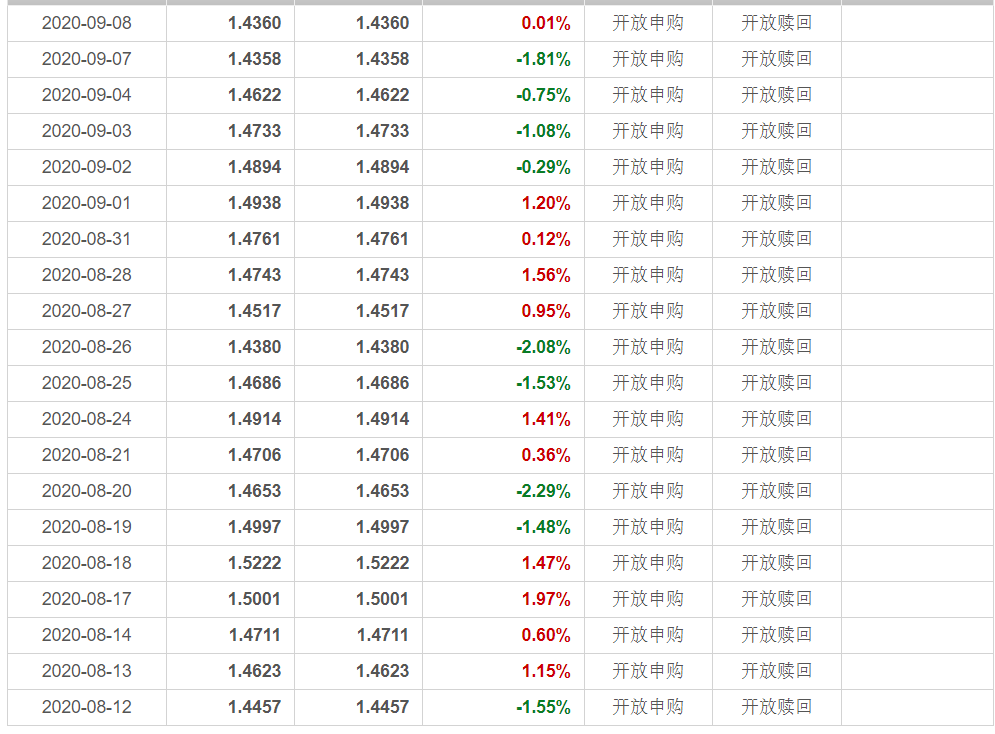 2020-09-08 1.4360 1.4360 0.01% 开放申购 开放赎回
2020-09-07 1.4358 1.4358 -1.81% 开放申购 开放赎回
2020-09-04 1.4622 1.4622 -0.75% 开放申购 开放赎回
2020-09-03 1.4733 1.4733 -1.08% 开放申购 开放赎回
2020-09-02 1.4894 1.4894 -0.29% 开放申购 开放赎回
2020-09-01 1.4938 1.4938 1.20% 开放申购 开放赎回
2020-08-31 1.4761 1.4761 0.12% 开放申购 开放赎回
2020-08-28 1.4743 1.4743 1.56% 开放申购 开放赎回
2020-08-27 1.4517 1.4517 0.95% 开放申购 开放赎回
2020-08-26 1.4380 1.4380 -2.08% 开放申购 开放赎回
2020-08-25 1.4686 1.4686 -1.53% 开放申购 开放赎回
2020-08-24 1.4914 1.4914 1.41% 开放申购 开放赎回
2020-08-21 1.4706 1.4706 0.36% 开放申购 开放赎回
2020-08-20 1.4653 1.4653 -2.29% 开放申购 开放赎回
2020-08-19 1.4997 1.4997 -1.48% 开放申购 开放赎回
2020-08-18 1.5222 1.5222 1.47% 开放申购 开放赎回
2020-08-17 1.5001 1.5001 1.97% 开放申购 开放赎回
2020-08-14 1.4711 1.4711 0.60% 开放申购 开放赎回
2020-08-13 1.4623 1.4623 1.15% 开放申购 开放赎回
2020-08-12 1.4457 1.4457 -1.55% 开放申购 开放赎回